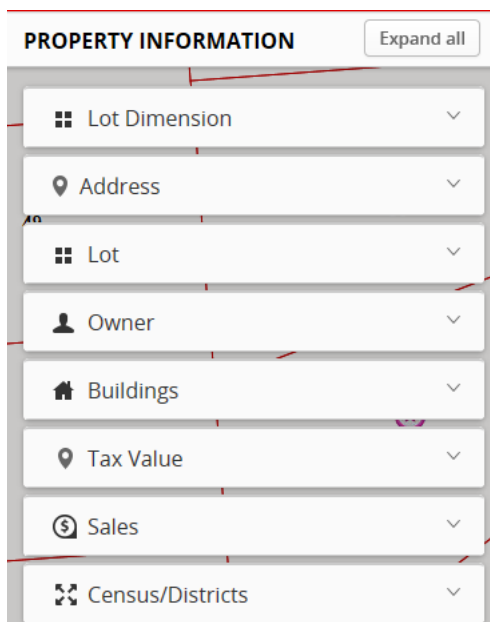 PROPERTY INFORMATION Expand all
Lot Dimension
Address
Lot
Owner
Buildings
Tax Value
Sales
Census/Districts